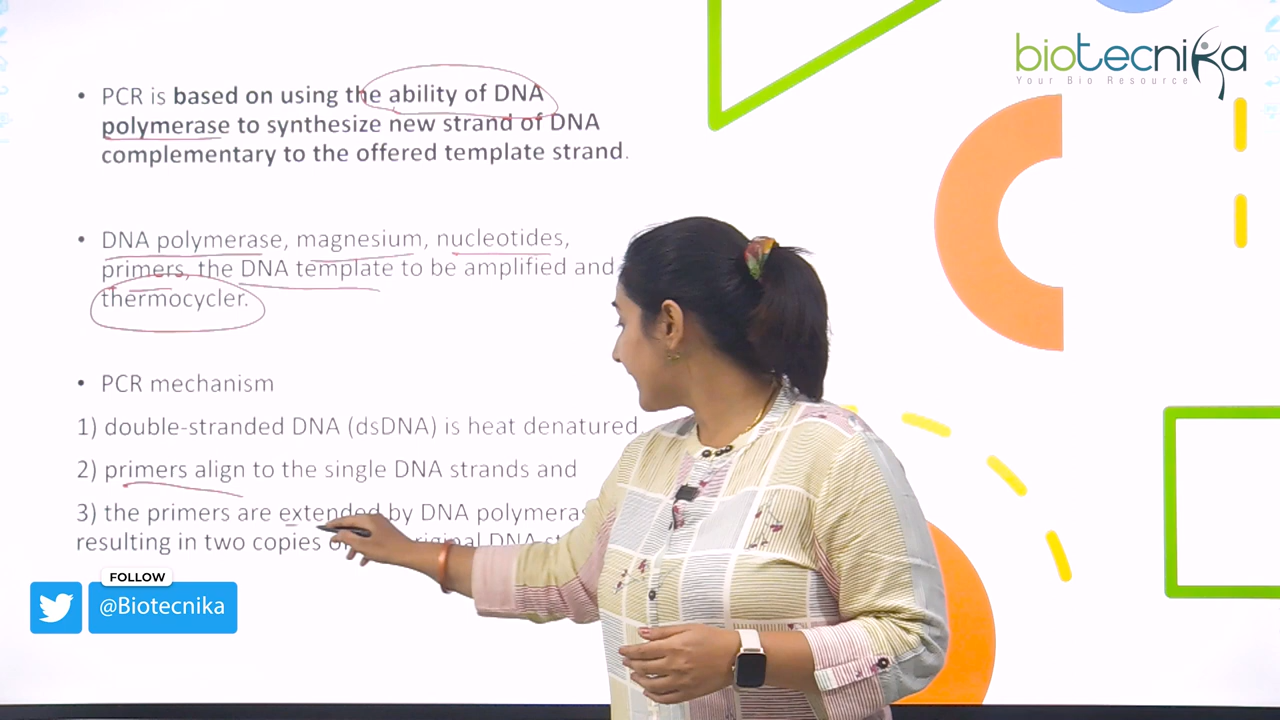 biotecnika
Your Bio Resource
• PCR is based on using the ability of DNA
polymerase to synthesize new strand of DNA
complementary to the offered template strand.
• DNA polymerase, magnesium, nucleotides,
primers, the DNA template to be amplified and
thermocycler.
• PCR mechanism
1) double-stranded DNA (dsDNA) is heat denatured
2) primers align to the single DNA strands and
3) the primers are extended by DNA
resulting in two copies DNA
FOLLOW
@Biotecnika